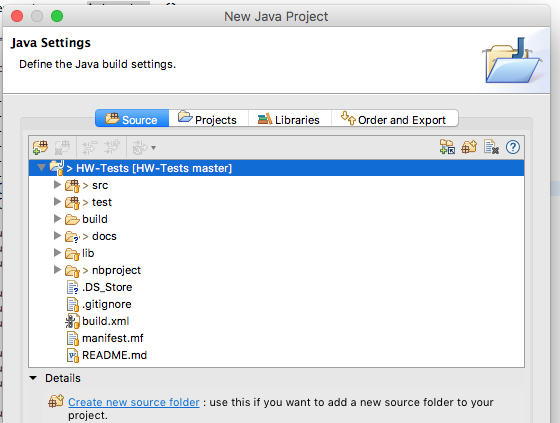 New Java Project
Java Settings
Define the Java build settings.
Source
Projects
Libraries
Order and Export
> HW-Tests [HW-Tests master]
> src
> test
build
> docs
lib
> nbproject
.DS_Store
.gitignore
build.xml
manifest.mf
README.md
Details
Create new source folder : use this if you want to add a new source folder to your
project.